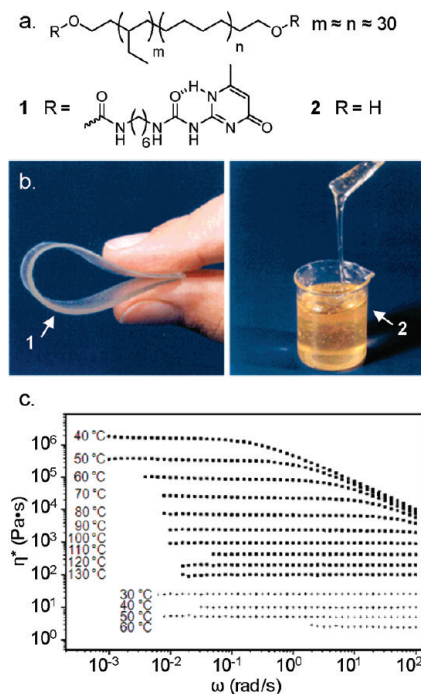 a.
R O m n O R m ≈ n ≈ 30
1 R = O N H 6 N H O N H H N N O 2 R = H
b.
1
2
c.
η* (Pa•s)
10⁶
10⁵
10⁴
10³
10²
10¹
10⁰
40 °C
50 °C
60 °C
70 °C
80 °C
90 °C
100 °C
110 °C
120 °C
130 °C
30 °C
40 °C
50 °C
60 °C
10⁻³ 10⁻² 10⁻¹ 10⁰ 10¹ 10²
ω (rad/s)